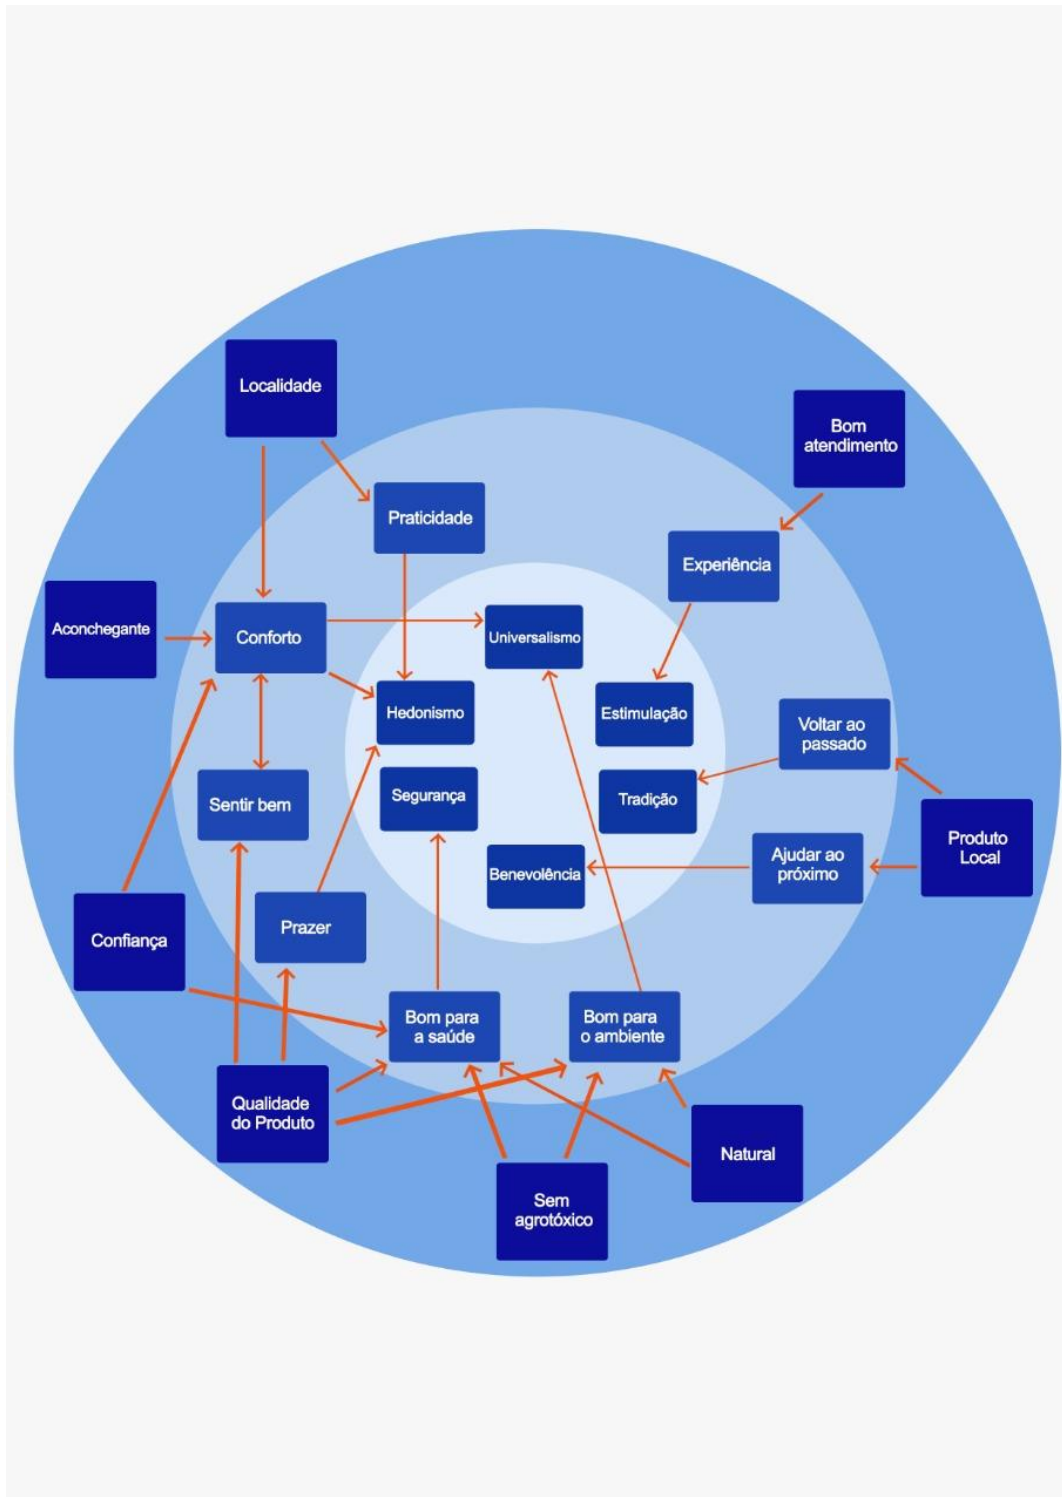 Localidade
Bom
atendimento
Praticidade
Experiência
Aconchegante
Conforto
Universalismo
Hedonismo
Estimulação
Voltar ao
passado
Segurança
Tradição
Sentir bem
Produto
Local
Ajudar ao
próximo
Benevolência
Confiança
Prazer
Bom para
a saúde
Bom para
o ambiente
Qualidade
do Produto
Natural
Sem
agrotóxico